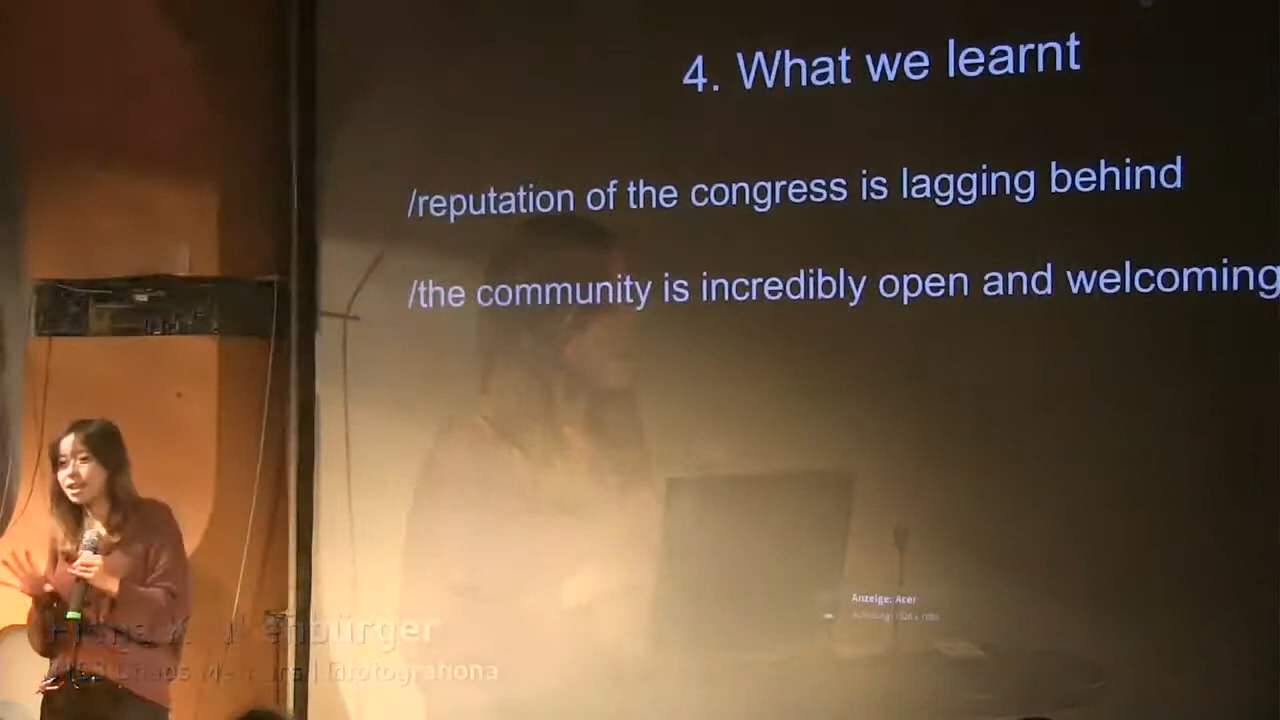 4. What we learnt
/reputation of the congress is lagging behind
/the community is incredibly open and welcoming
Anzeige: Acer